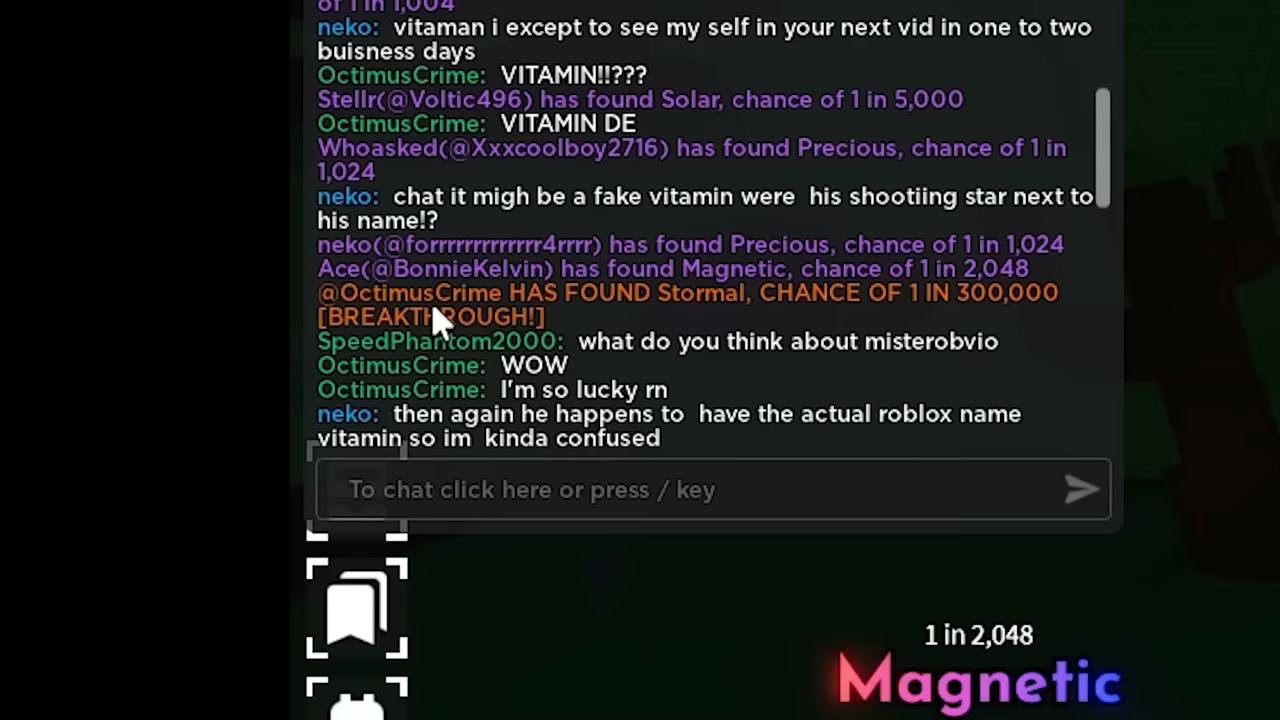 of 1 in 1,004
neko: vitaman i except to see my self in your next vid in one to two
buisness days
OctimusCrime: VITAMIN!!???
Stellr(@Voltic496) has found Solar, chance of 1 in 5,000
OctimusCrime: VITAMIN DE
Whoasked(@Xxxcoolboy2716) has found Precious, chance of 1 in
1,024
neko: chat it migh be a fake vitamin were his shootiing star next to
his name!?
neko(@forrrrrrrrrrrrr4rrrr) has found Precious, chance of 1 in 1,024
Ace(@BonnieKelvin) has found Magnetic, chance of 1 in 2,048
@OctimusCrime HAS FOUND Stormal, CHANCE OF 1 IN 300,000
[BREAKTHROUGH!]
SpeedPhantom2000: what do you think about misterobvio
OctimusCrime: WOW
OctimusCrime: I'm so lucky rn
neko: then again he happens to have the actual roblox name
vitamin so im kinda confused
To chat click here or press / key
1 in 2,048
Magnetic